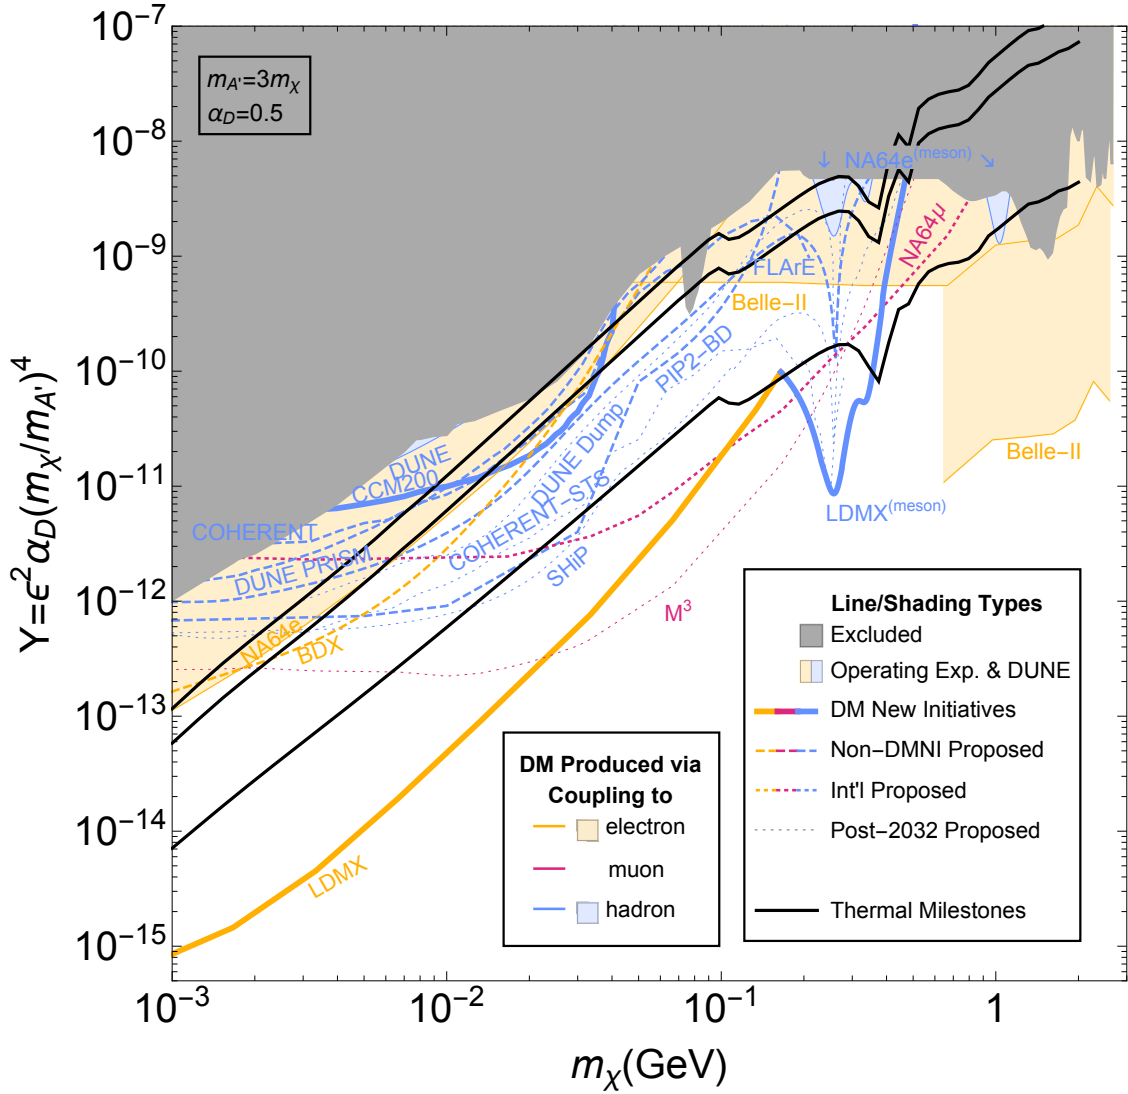 10⁻⁷
10⁻⁸
10⁻⁹
10⁻¹⁰
10⁻¹¹
10⁻¹²
10⁻¹³
10⁻¹⁴
10⁻¹⁵
Y=ϵ²α_D(m_χ/m_A')⁴
m_A'=3m_χ
α_D=0.5
↓ NA64e⁽ᵐᵉˢᵒⁿ⁾ ↘
NA64μ
FLArE
Belle−II
PIP2−BD
DUNE
CCM200
DUNE Dump
Belle−II
COHERENT
COHERENT−STS
LDMX⁽ᵐᵉˢᵒⁿ⁾
DUNE PRISM
SHiP
M³
NA64e
BDX
LDMX
Line/Shading Types
Excluded
Operating Exp. & DUNE
DM New Initiatives
Non−DMNI Proposed
Int'l Proposed
Post−2032 Proposed
Thermal Milestones
DM Produced via
Coupling to
electron
muon
hadron
10⁻³
10⁻²
10⁻¹
1
m_χ(GeV)